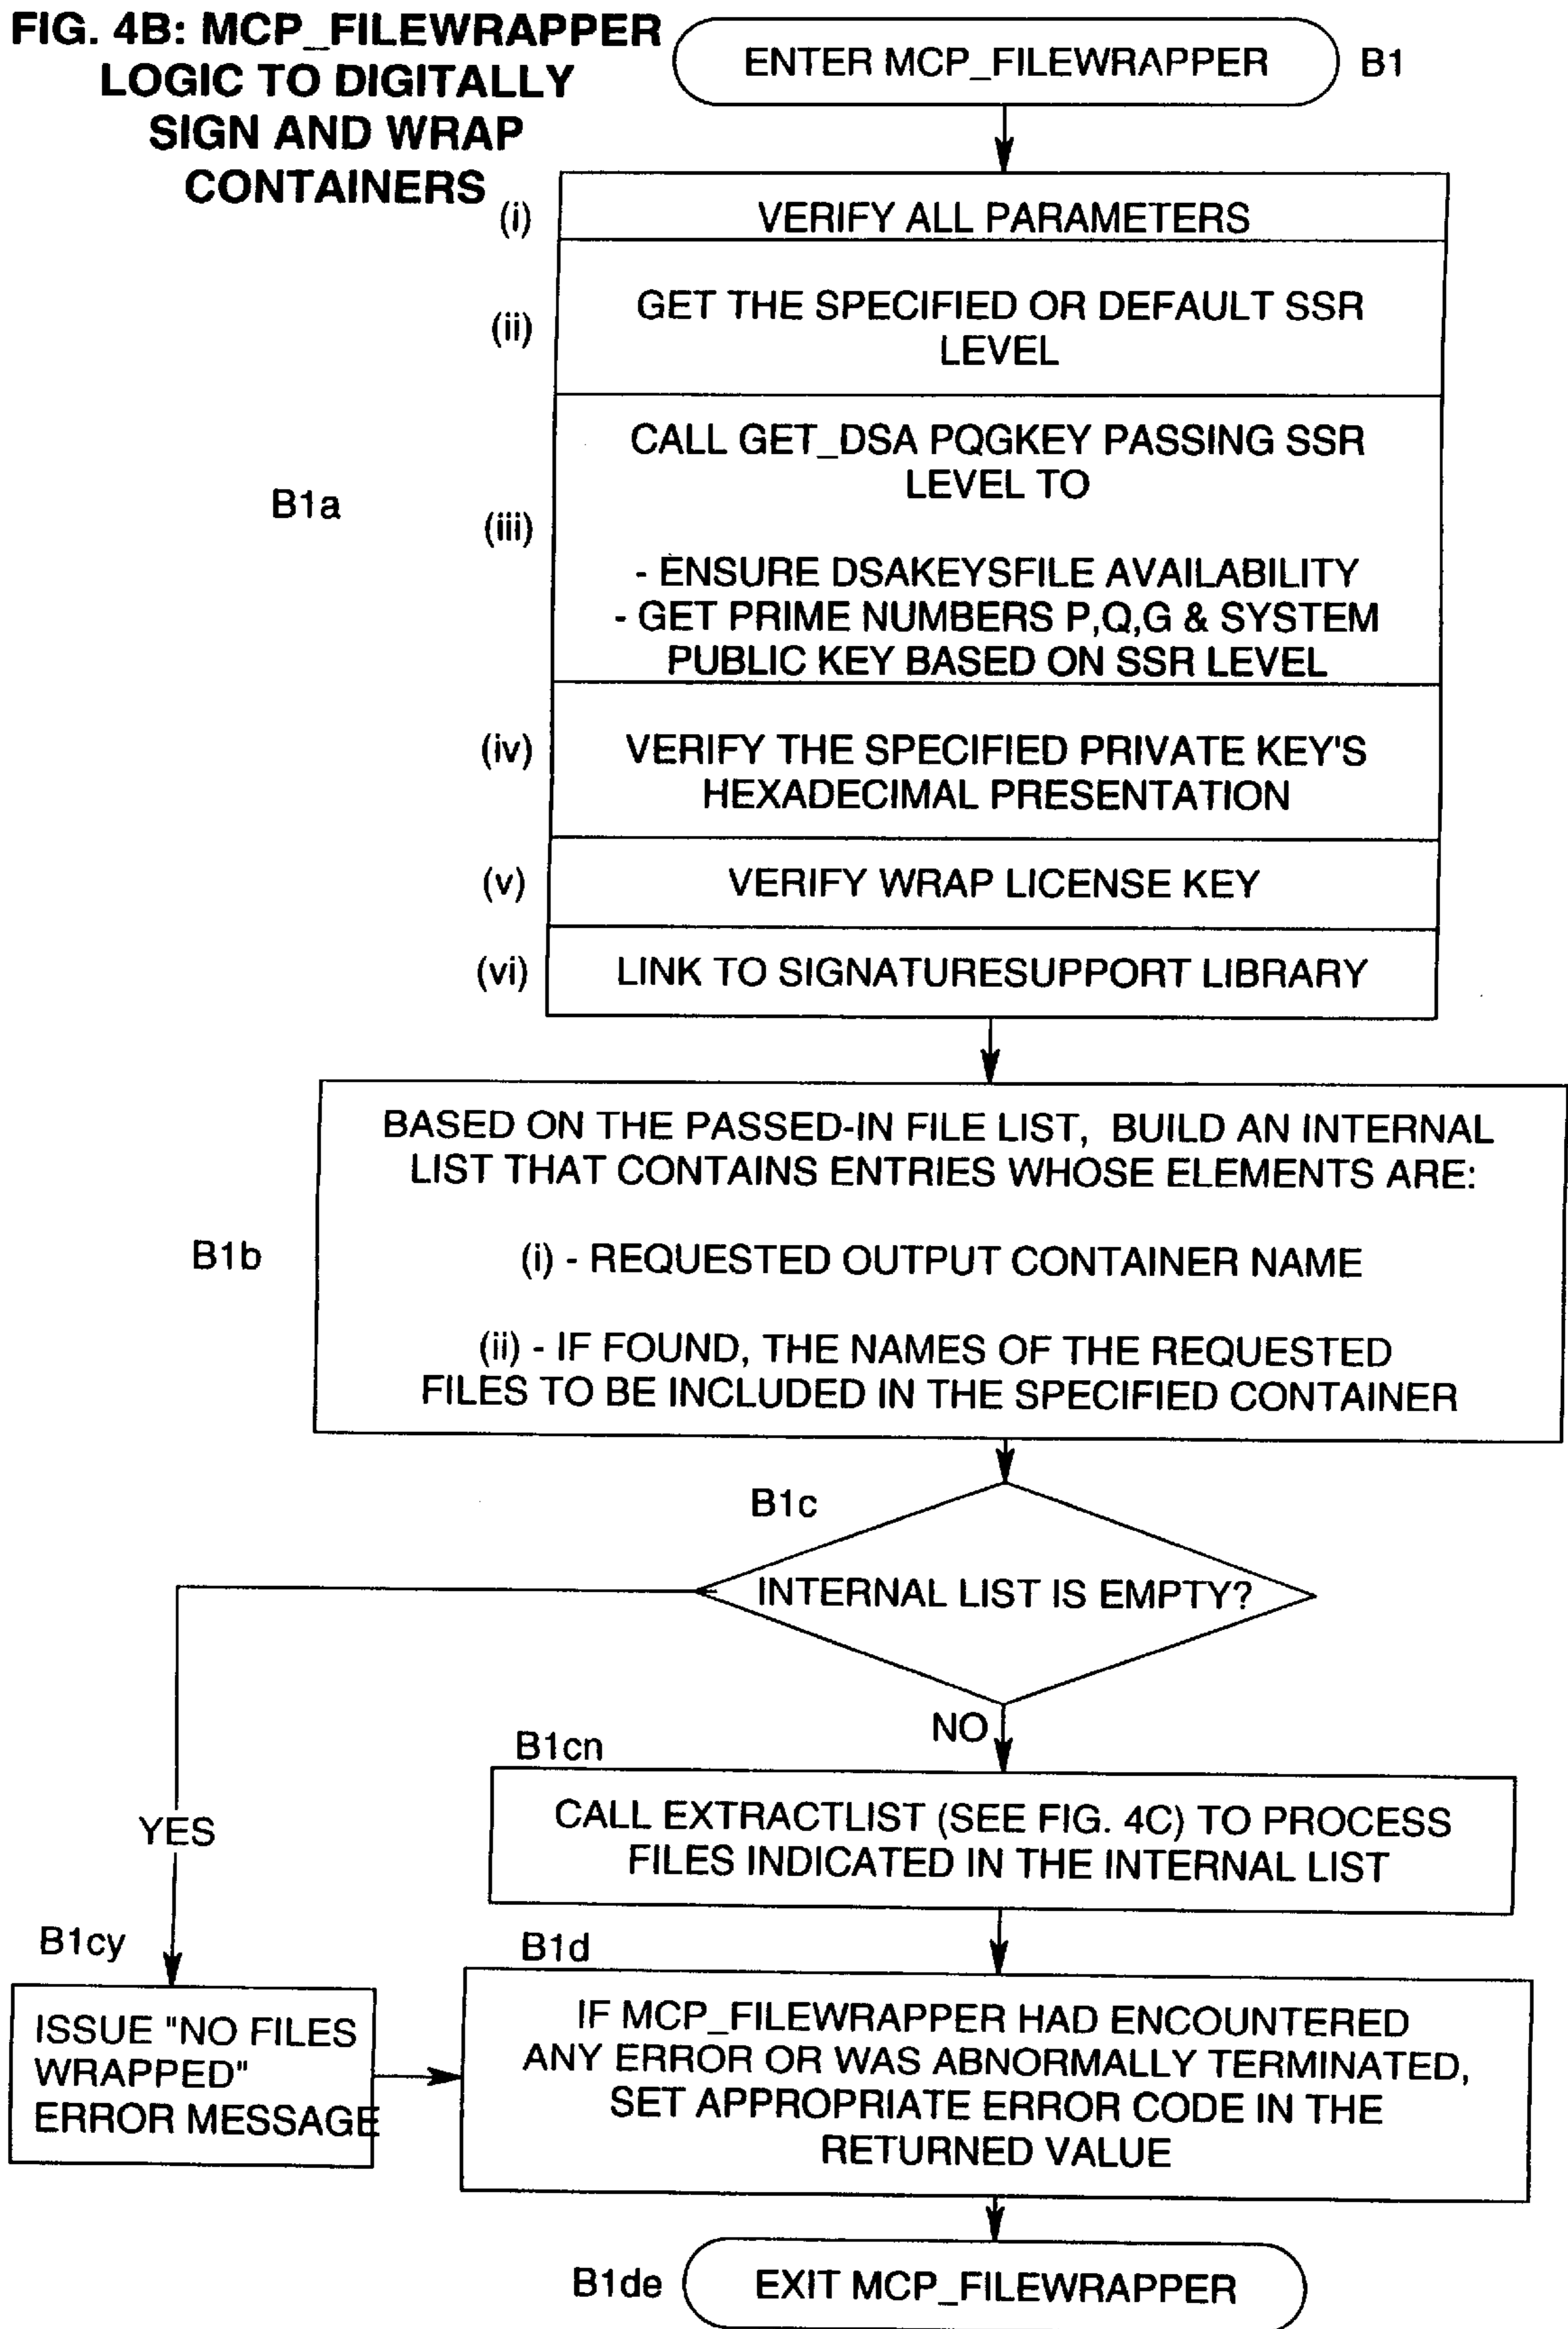 FIG. 4B: MCP_FILEWRAPPER
LOGIC TO DIGITALLY
SIGN AND WRAP
CONTAINERS
ENTER MCP_FILEWRAPPER
B1
(i)
VERIFY ALL PARAMETERS
(ii)
GET THE SPECIFIED OR DEFAULT SSR
LEVEL
B1a
(iii)
CALL GET_DSA PQGKEY PASSING SSR
LEVEL TO
- ENSURE DSAKEYSFILE AVAILABILITY
- GET PRIME NUMBERS P,Q,G & SYSTEM
PUBLIC KEY BASED ON SSR LEVEL
(iv)
VERIFY THE SPECIFIED PRIVATE KEY'S
HEXADECIMAL PRESENTATION
(v)
VERIFY WRAP LICENSE KEY
(vi)
LINK TO SIGNATURESUPPORT LIBRARY
B1b
BASED ON THE PASSED-IN FILE LIST, BUILD AN INTERNAL
LIST THAT CONTAINS ENTRIES WHOSE ELEMENTS ARE:
(i) - REQUESTED OUTPUT CONTAINER NAME
(ii) - IF FOUND, THE NAMES OF THE REQUESTED
FILES TO BE INCLUDED IN THE SPECIFIED CONTAINER
B1c
INTERNAL LIST IS EMPTY?
NO
B1cn
CALL EXTRACTLIST (SEE FIG. 4C) TO PROCESS
FILES INDICATED IN THE INTERNAL LIST
YES
B1cy
ISSUE "NO FILES
WRAPPED"
ERROR MESSAGE
B1d
IF MCP_FILEWRAPPER HAD ENCOUNTERED
ANY ERROR OR WAS ABNORMALLY TERMINATED,
SET APPROPRIATE ERROR CODE IN THE
RETURNED VALUE
B1de
EXIT MCP_FILEWRAPPER